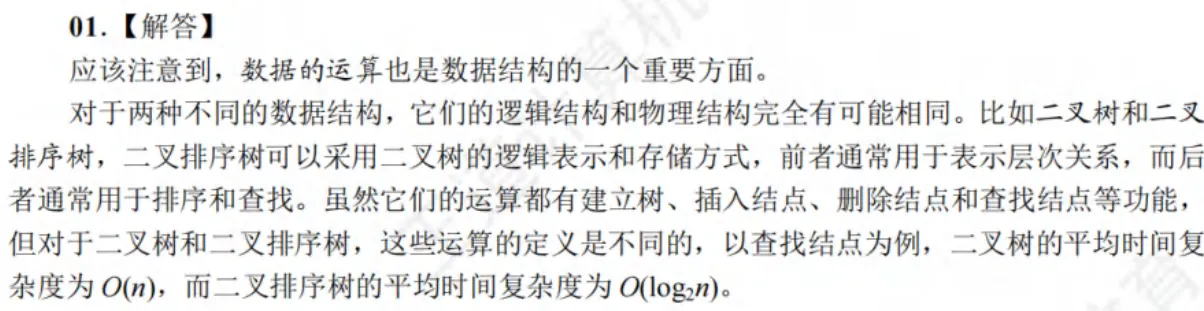 01.【解答】
应该注意到，数据的运算也是数据结构的一个重要方面。
对于两种不同的数据结构，它们的逻辑结构和物理结构完全有可能相同。比如二叉树和二叉
排序树，二叉排序树可以采用二叉树的逻辑表示和存储方式，前者通常用于表示层次关系，而后
者通常用于排序和查找。虽然它们的运算都有建立树、插入结点、删除结点和查找结点等功能，
但对于二叉树和二叉排序树，这些运算的定义是不同的，以查找结点为例，二叉树的平均时间复
杂度为 O(n)，而二叉排序树的平均时间复杂度为 O(log₂n)。